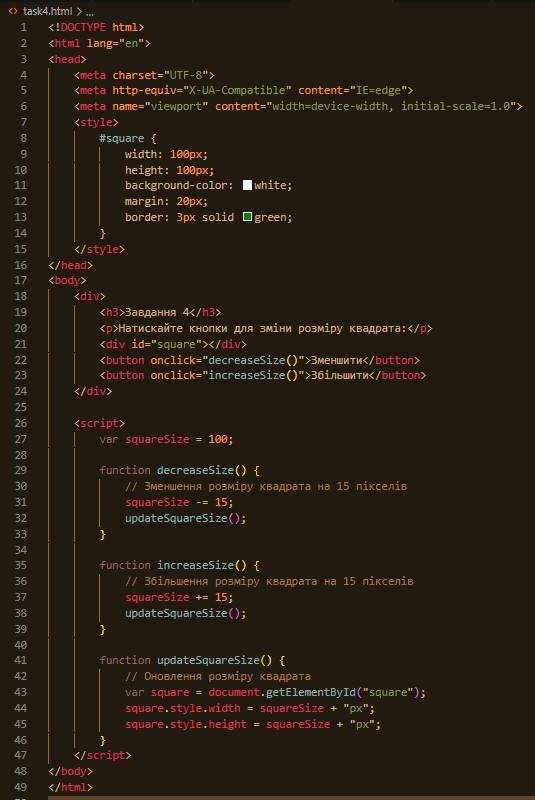 task4.html > ...
1 <!DOCTYPE html>
2 <html lang="en">
3 <head>
4 <meta charset="UTF-8">
5 <meta http-equiv="X-UA-Compatible" content="IE=edge">
6 <meta name="viewport" content="width=device-width, initial-scale=1.0">
7 <style>
8 #square {
9 width: 100px;
10 height: 100px;
11 background-color: white;
12 margin: 20px;
13 border: 3px solid green;
14 }
15 </style>
16 </head>
17 <body>
18 <div>
19 <h3>Завдання 4</h3>
20 <p>Натискайте кнопки для зміни розміру квадрата:</p>
21 <div id="square"></div>
22 <button onclick="decreaseSize()">Зменшити</button>
23 <button onclick="increaseSize()">Збільшити</button>
24 </div>
25
26 <script>
27 var squareSize = 100;
28
29 function decreaseSize() {
30 // Зменшення розміру квадрата на 15 пікселів
31 squareSize -= 15;
32 updateSquareSize();
33 }
34
35 function increaseSize() {
36 // Збільшення розміру квадрата на 15 пікселів
37 squareSize += 15;
38 updateSquareSize();
39 }
40
41 function updateSquareSize() {
42 // Оновлення розміру квадрата
43 var square = document.getElementById("square");
44 square.style.width = squareSize + "px";
45 square.style.height = squareSize + "px";
46 }
47 </script>
48 </body>
49 </html>